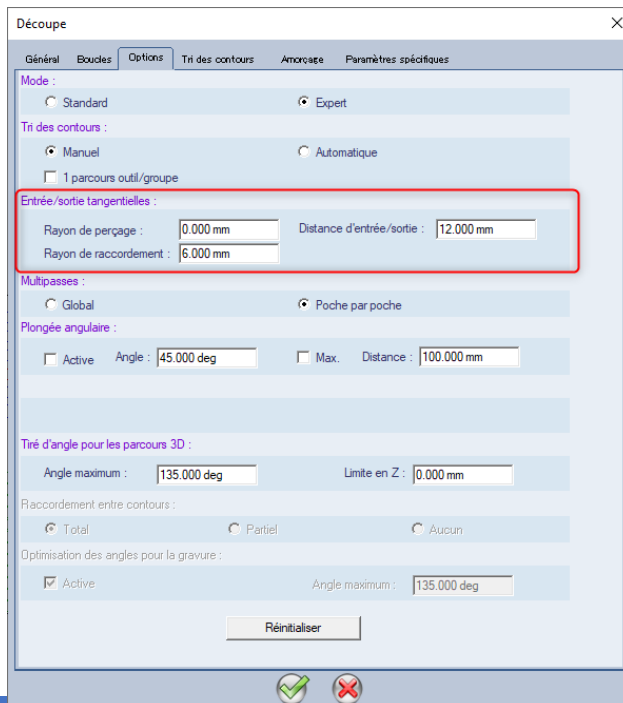 Découpe
Général Boucles Options Tri des contours Amorçage Paramètres spécifiques
Mode :
Standard Expert
Tri des contours :
Manuel Automatique
1 parcours outil/groupe
Entrée/sortie tangentielles :
Rayon de perçage : 0.000 mm Distance d'entrée/sortie : 12.000 mm
Rayon de raccordement : 6.000 mm
Multipasses :
Global Poche par poche
Plongée angulaire :
Active Angle : 45.000 deg Max. Distance : 100.000 mm
Tiré d'angle pour les parcours 3D :
Angle maximum : 135.000 deg Limite en Z : 0.000 mm
Raccordement entre contours :
Total Partiel Aucun
Optimisation des angles pour la gravure :
Active Angle maximum : 135.000 deg
Réinitialiser